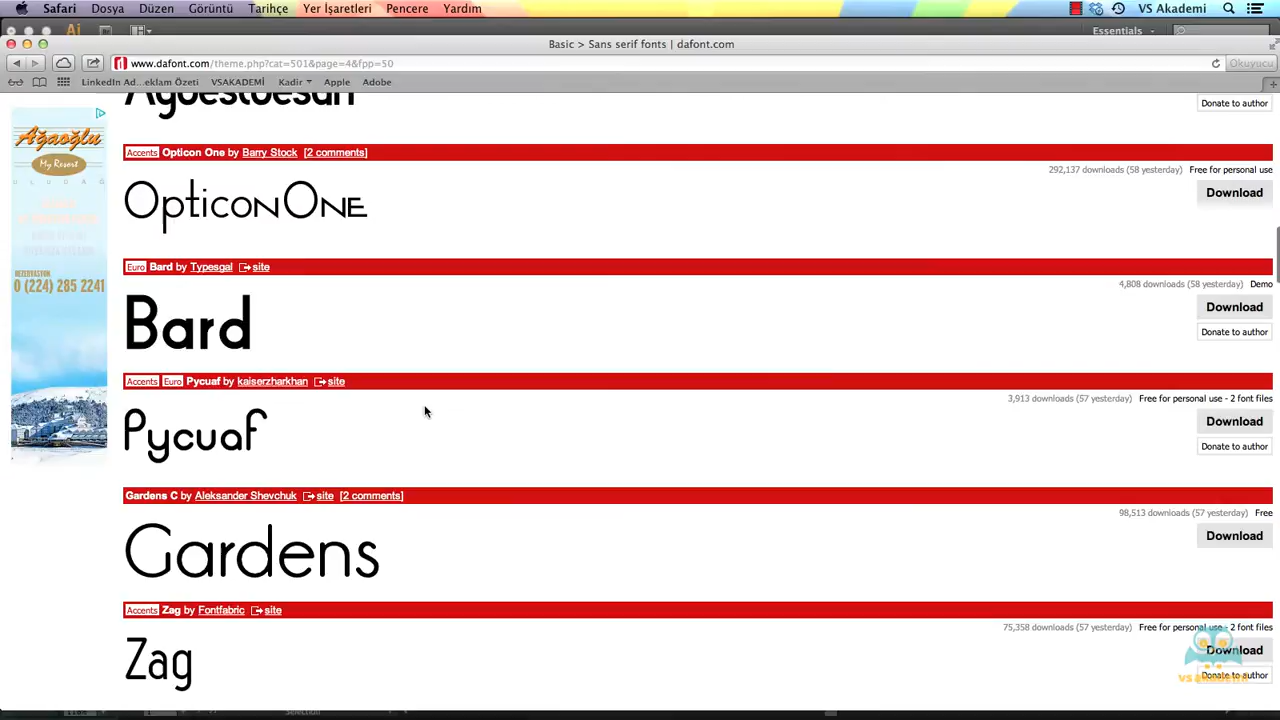 Safari Dosya Düzen Görüntü Tarihçe Yer İşaretleri Pencere Yardım VS Akademi
Ai Essentials
Basic > Sans serif fonts | dafont.com
www.dafont.com/theme.php?cat=501&page=4&fpp=50 Okuyucu
LinkedIn Ad...eklam Özeti VSAKADEMİ Kadir Apple Adobe
Donate to author
Ağaoğlu
My Resort
ULUDAĞ
REZERVASYON
0 (224) 285 2241
Accents Opticon One by Barry Stock [2 comments]
292,137 downloads (58 yesterday) Free for personal use
OpticonOne
Download
Euro Bard by Typesgal site
4,808 downloads (58 yesterday) Demo
Bard
Download
Donate to author
Accents Euro Pycuaf by kaiserzharkhan site
3,913 downloads (57 yesterday) Free for personal use - 2 font files
Pycuaf
Download
Donate to author
Gardens C by Aleksander Shevchuk site [2 comments]
98,513 downloads (57 yesterday) Free
Gardens
Download
Accents Zag by Fontfabric site
75,358 downloads (57 yesterday) Free for personal use - 2 font files
Zag
Download
Donate to author
vs akademi